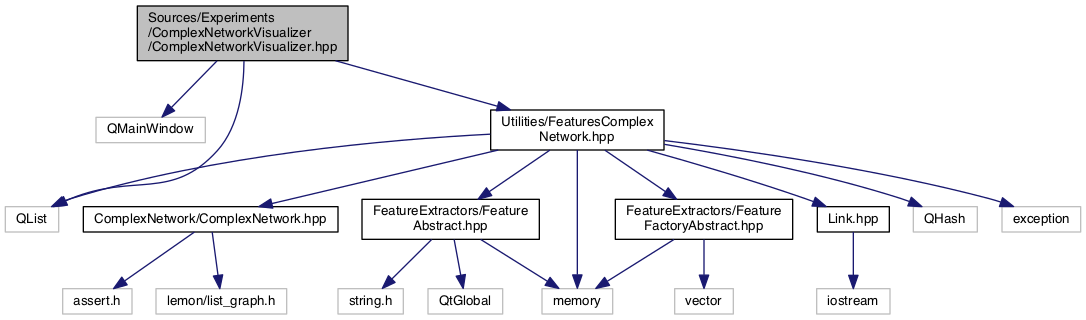 Sources/Experiments
/ComplexNetworkVisualizer
/ComplexNetworkVisualizer.hpp
QMainWindow
Utilities/FeaturesComplex
Network.hpp
QList
ComplexNetwork/ComplexNetwork.hpp
FeatureExtractors/Feature
Abstract.hpp
FeatureExtractors/Feature
FactoryAbstract.hpp
Link.hpp
QHash
exception
assert.h
lemon/list_graph.h
string.h
QtGlobal
memory
vector
iostream